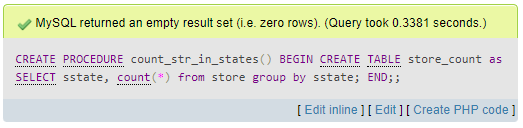 MySQL returned an empty result set (i.e. zero rows). (Query took 0.3381 seconds.)
CREATE PROCEDURE count_str_in_states() BEGIN CREATE TABLE store_count as
SELECT sstate, count(*) from store group by sstate; END;;
[ Edit inline ] [ Edit ] [ Create PHP code ]